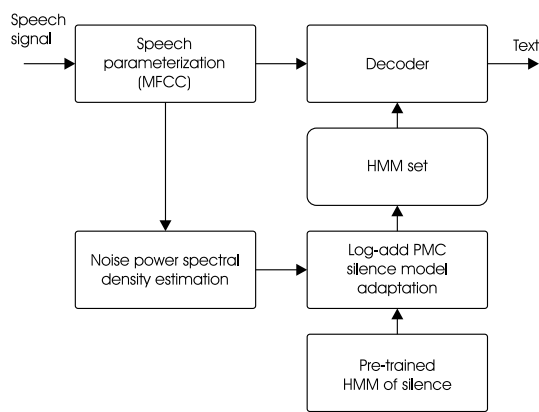 Speech
signal
Speech
parameterization
(MFCC)
Decoder
Text
HMM set
Noise power spectral
density estimation
Log-add PMC
silence model
adaptation
Pre-trained
HMM of silence